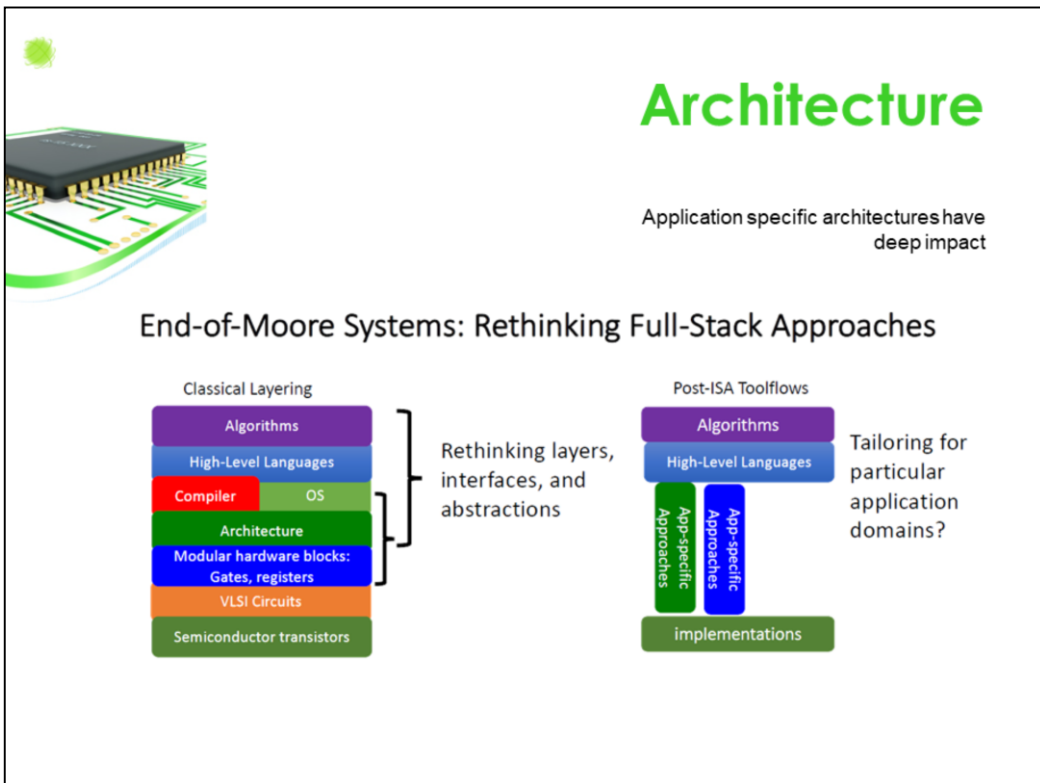 Architecture
Application specific architectures have
deep impact
End-of-Moore Systems: Rethinking Full-Stack Approaches
Classical Layering
Algorithms
High-Level Languages
Compiler
OS
Architecture
Modular hardware blocks:
Gates, registers
VLSI Circuits
Semiconductor transistors
Rethinking layers,
interfaces, and
abstractions
Post-ISA Toolflows
Algorithms
High-Level Languages
App-specific
Approaches
App-specific
Approaches
implementations
Tailoring for
particular
application
domains?